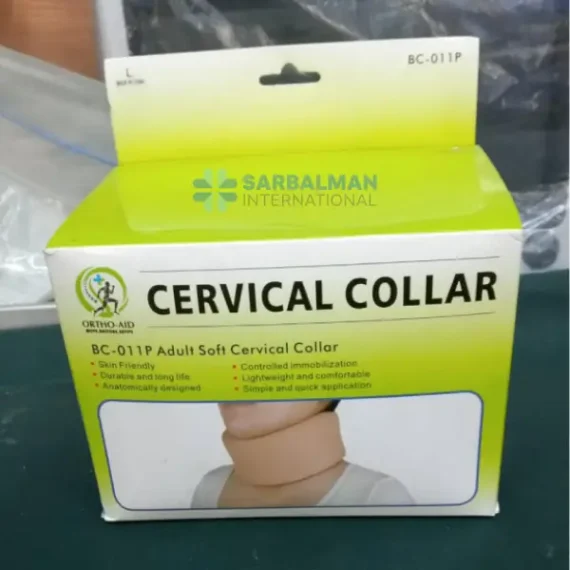 L
BC-011P
SARBALMAN
INTERNATIONAL
CERVICAL COLLAR
ORTHO-AID
BC-011P Adult Soft Cervical Collar
• Skin Friendly
• Durable and long life
• Anatomically designed
• Controlled immobilization
• Lightweight and comfortable
• Simple and quick application